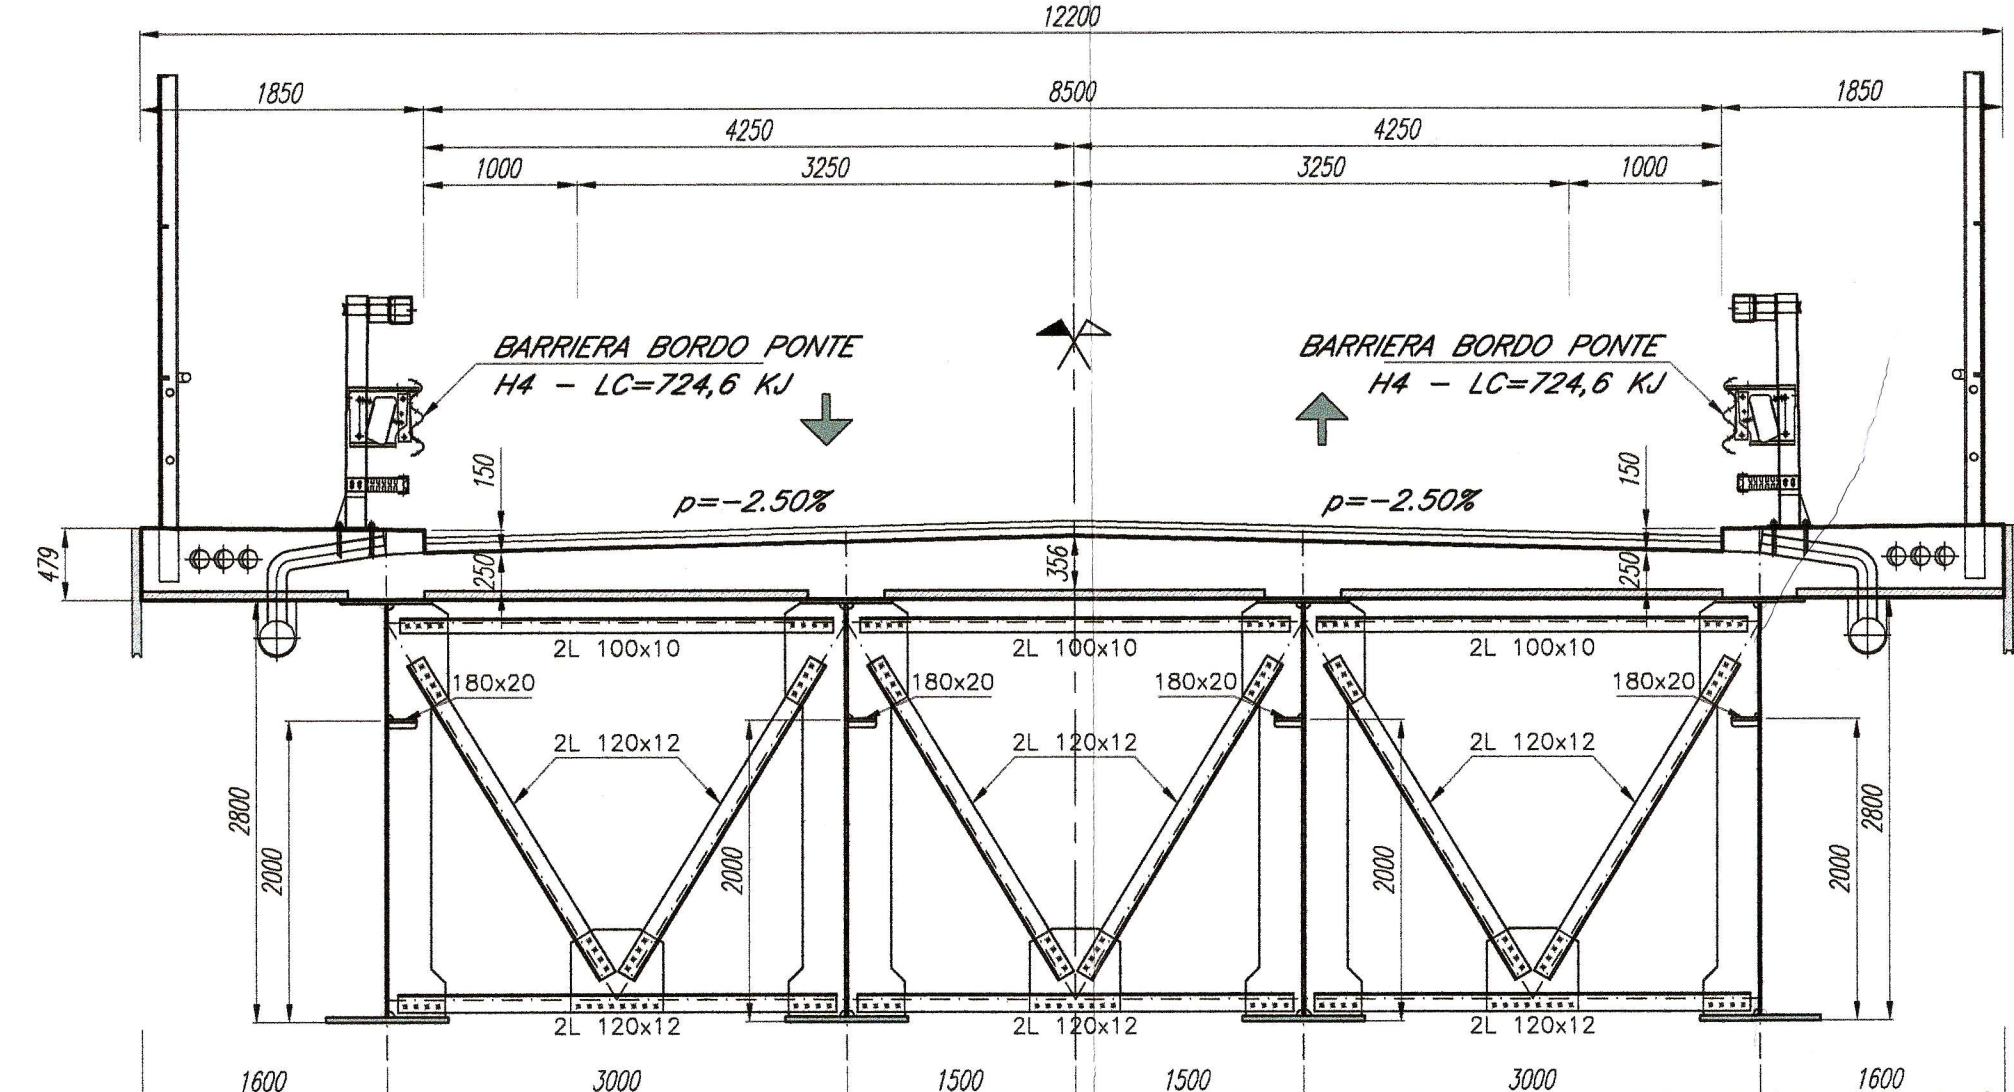 12200
1850
8500
1850
4250
4250
1000
3250
3250
1000
BARRIERA BORDO PONTE
H4 - LC=724,6 KJ
BARRIERA BORDO PONTE
H4 - LC=724,6 KJ
150
p=-2.50%
p=-2.50%
150
479
250
356
250
2L 100x10
2L 100x10
2L 100x10
180x20
180x20
180x20
180x20
2L 120x12
2L 120x12
2L 120x12
2800
2000
2000
2000
2000
2800
2L 120x12
2L 120x12
2L 120x12
1600
3000
1500
1500
3000
1600